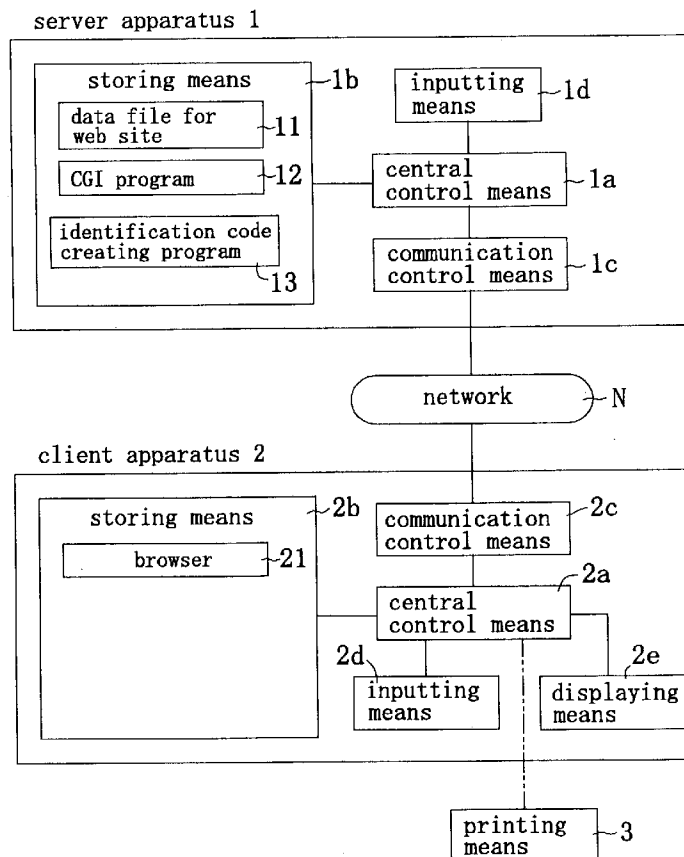 server apparatus 1
storing means
1b
data file for
web site
11
CGI program
12
identification code
creating program
13
inputting
means
1d
central
control means
1a
communication
control means
1c
network
N
client apparatus 2
storing means
2b
browser
21
communication
control means
2c
central
control means
2a
2d
inputting
means
2e
displaying
means
printing
means
3